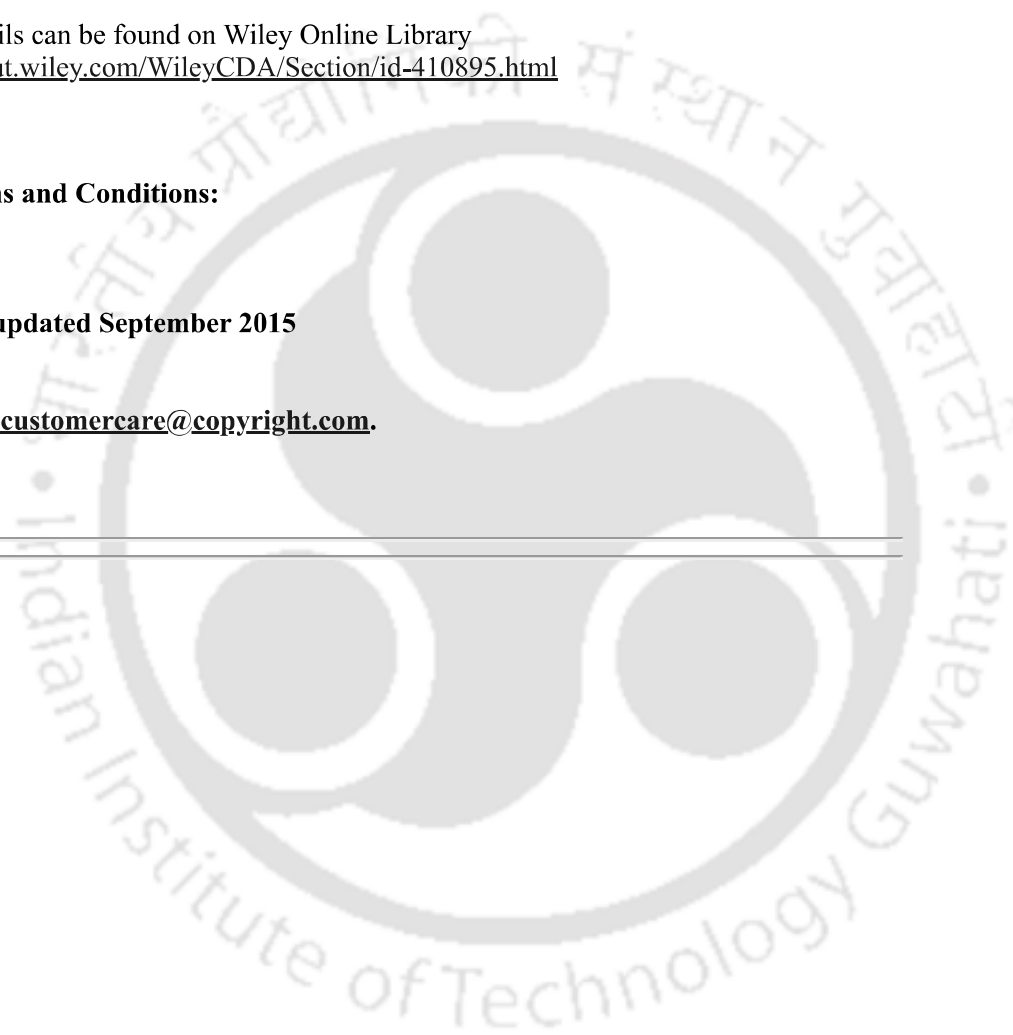 ils can be found on Wiley Online Library
ut.wiley.com/WileyCDA/Section/id-410895.html
s and Conditions:
updated September 2015
customercare@copyright.com.
भारतीय प्रौद्योगिकी संस्थान गुवाहाटी
Indian Institute of Technology Guwahati